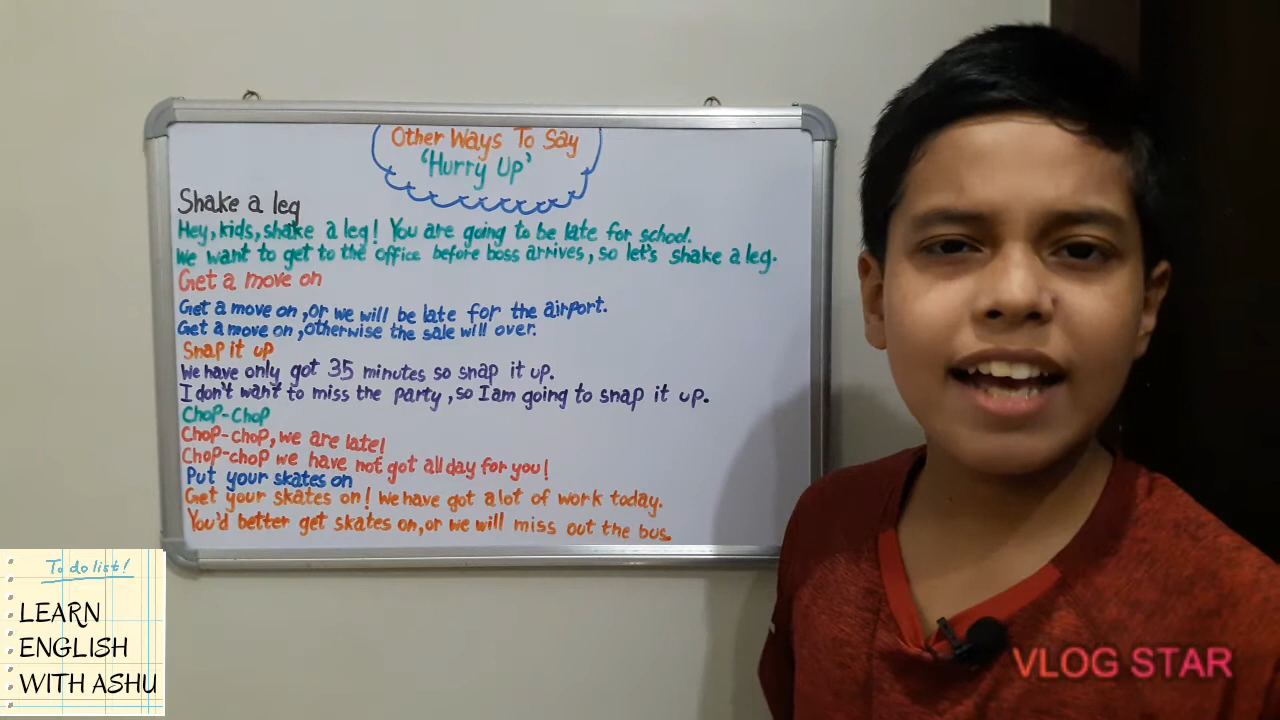 Other Ways To Say
'Hurry Up'
Shake a leg
Hey, kids, shake a leg! You are going to be late for school.
We want to get to the office before boss arrives, so let's shake a leg.
Get a move on
Get a move on, or we will be late for the airport.
Get a move on, otherwise the sale will over.
Snap it up
We have only got 35 minutes so snap it up.
I don't want to miss the party, so I am going to snap it up.
Chop-Chop
Chop-chop, we are late!
Chop-chop we have not got all day for you!
Put your skates on
Get your skates on! We have got a lot of work today.
You'd better get skates on, or we will miss out the bus.
To do list!
LEARN
ENGLISH
WITH ASHU
VLOG STAR